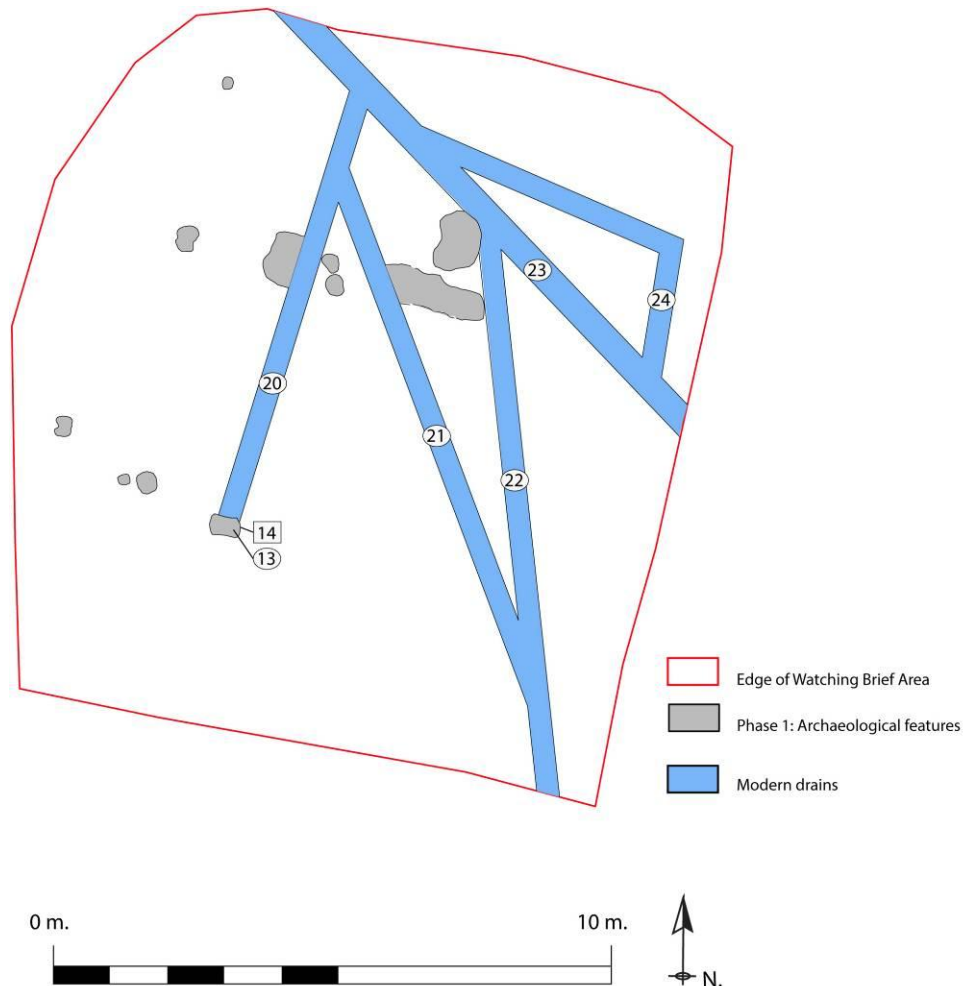 23
24
20
21
22
14
13
Edge of Watching Brief Area
Phase 1: Archaeological features
Modern drains
0 m.
10 m.
N.